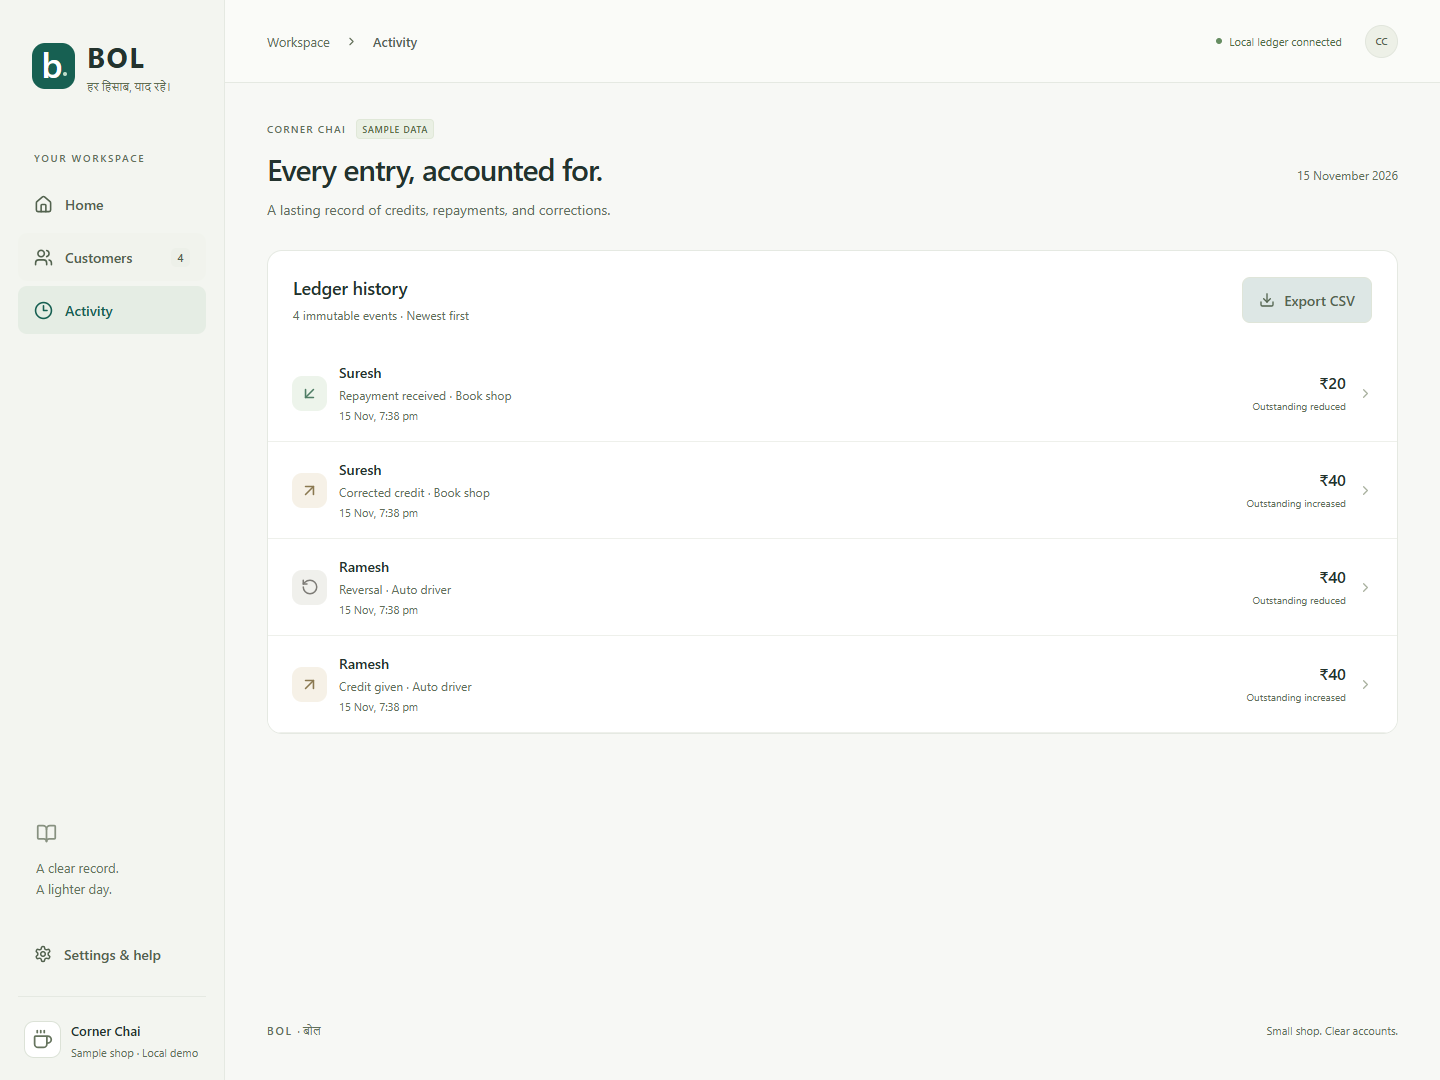 b.
BOL
हर हिसाब, याद रहे।
YOUR WORKSPACE
Home
Customers 4
Activity
A clear record.
A lighter day.
Settings & help
Corner Chai
Sample shop · Local demo
Workspace > Activity
Local ledger connected
CC
CORNER CHAI SAMPLE DATA
Every entry, accounted for.
15 November 2026
A lasting record of credits, repayments, and corrections.
Ledger history
4 immutable events · Newest first
Export CSV
Suresh
Repayment received · Book shop
15 Nov, 7:38 pm
₹20
Outstanding reduced
Suresh
Corrected credit · Book shop
15 Nov, 7:38 pm
₹40
Outstanding increased
Ramesh
Reversal · Auto driver
15 Nov, 7:38 pm
₹40
Outstanding reduced
Ramesh
Credit given · Auto driver
15 Nov, 7:38 pm
₹40
Outstanding increased
BOL · बोल
Small shop. Clear accounts.